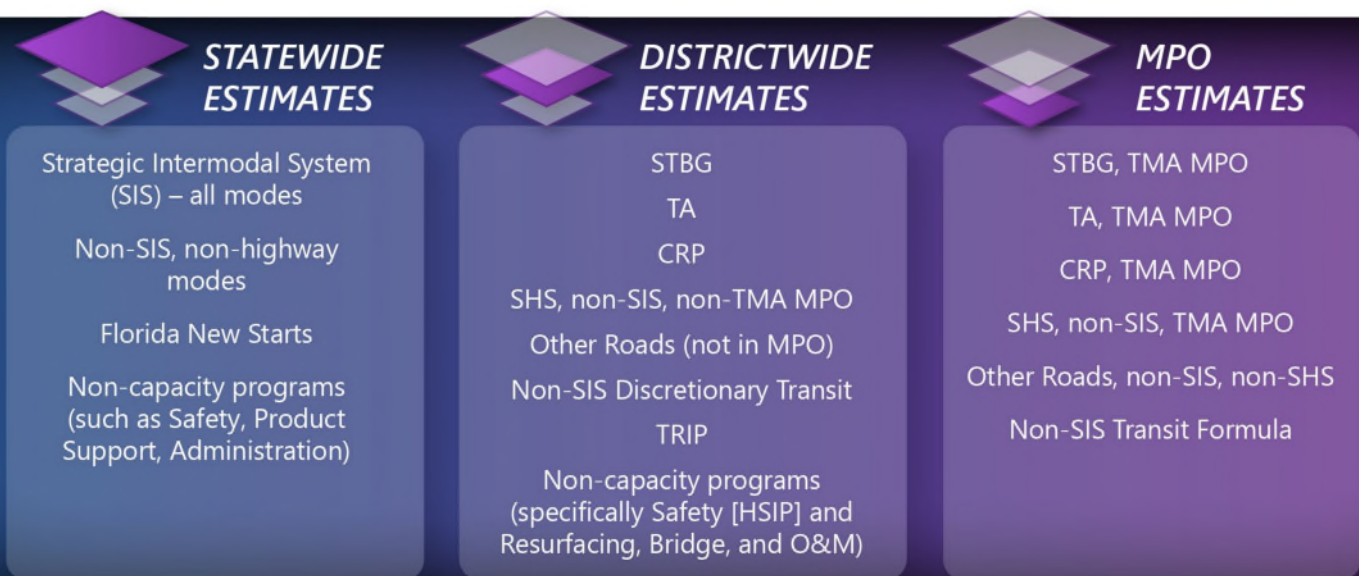 STATEWIDE
ESTIMATES
Strategic Intermodal System
(SIS) – all modes
Non-SIS, non-highway
modes
Florida New Starts
Non-capacity programs
(such as Safety, Product
Support, Administration)
DISTRICTWIDE
ESTIMATES
STBG
TA
CRP
SHS, non-SIS, non-TMA MPO
Other Roads (not in MPO)
Non-SIS Discretionary Transit
TRIP
Non-capacity programs
(specifically Safety [HSIP] and
Resurfacing, Bridge, and O&M)
MPO
ESTIMATES
STBG, TMA MPO
TA, TMA MPO
CRP, TMA MPO
SHS, non-SIS, TMA MPO
Other Roads, non-SIS, non-SHS
Non-SIS Transit Formula